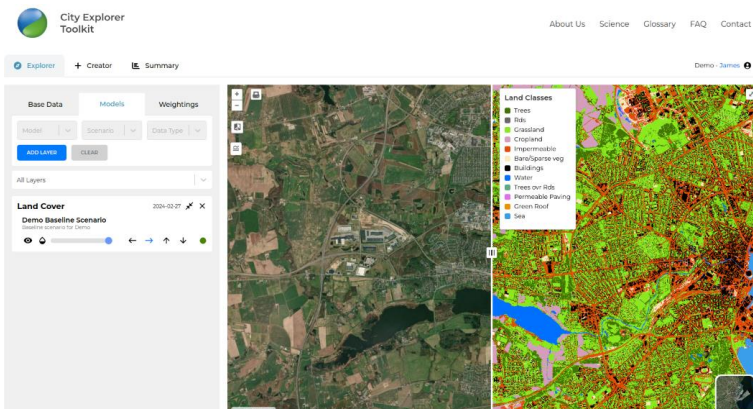 City Explorer
Toolkit
About Us Science Glossary FAQ Contact
Explorer + Creator Summary
Demo - James
Base Data Models Weightings
Model Scenario Data Type
ADD LAYER CLEAR
All Layers
Land Cover 2024-02-27
Demo Baseline Scenario
Baseline scenario for Demo
Land Classes
Trees
Rds
Grassland
Cropland
Impermeable
Bare/Sparse veg
Buildings
Water
Trees ovr Rds
Permeable Paving
Green Roof
Sea